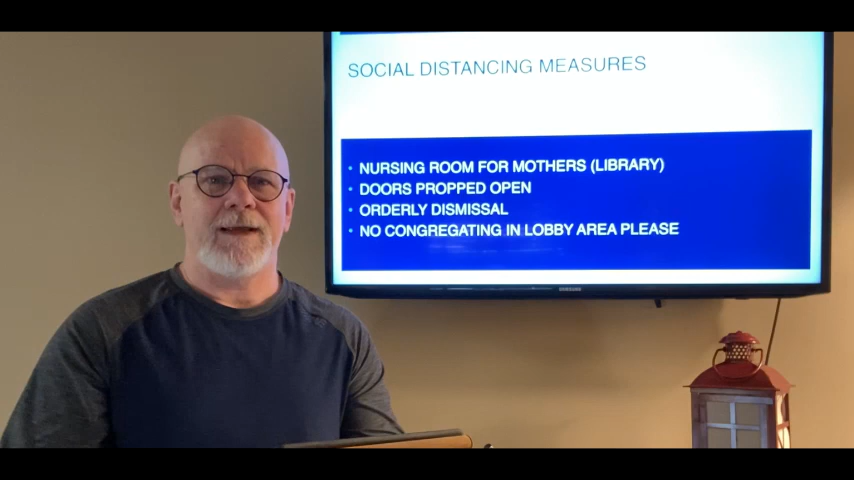 SOCIAL DISTANCING MEASURES
• NURSING ROOM FOR MOTHERS (LIBRARY)
• DOORS PROPPED OPEN
• ORDERLY DISMISSAL
• NO CONGREGATING IN LOBBY AREA PLEASE
SAMSUNG